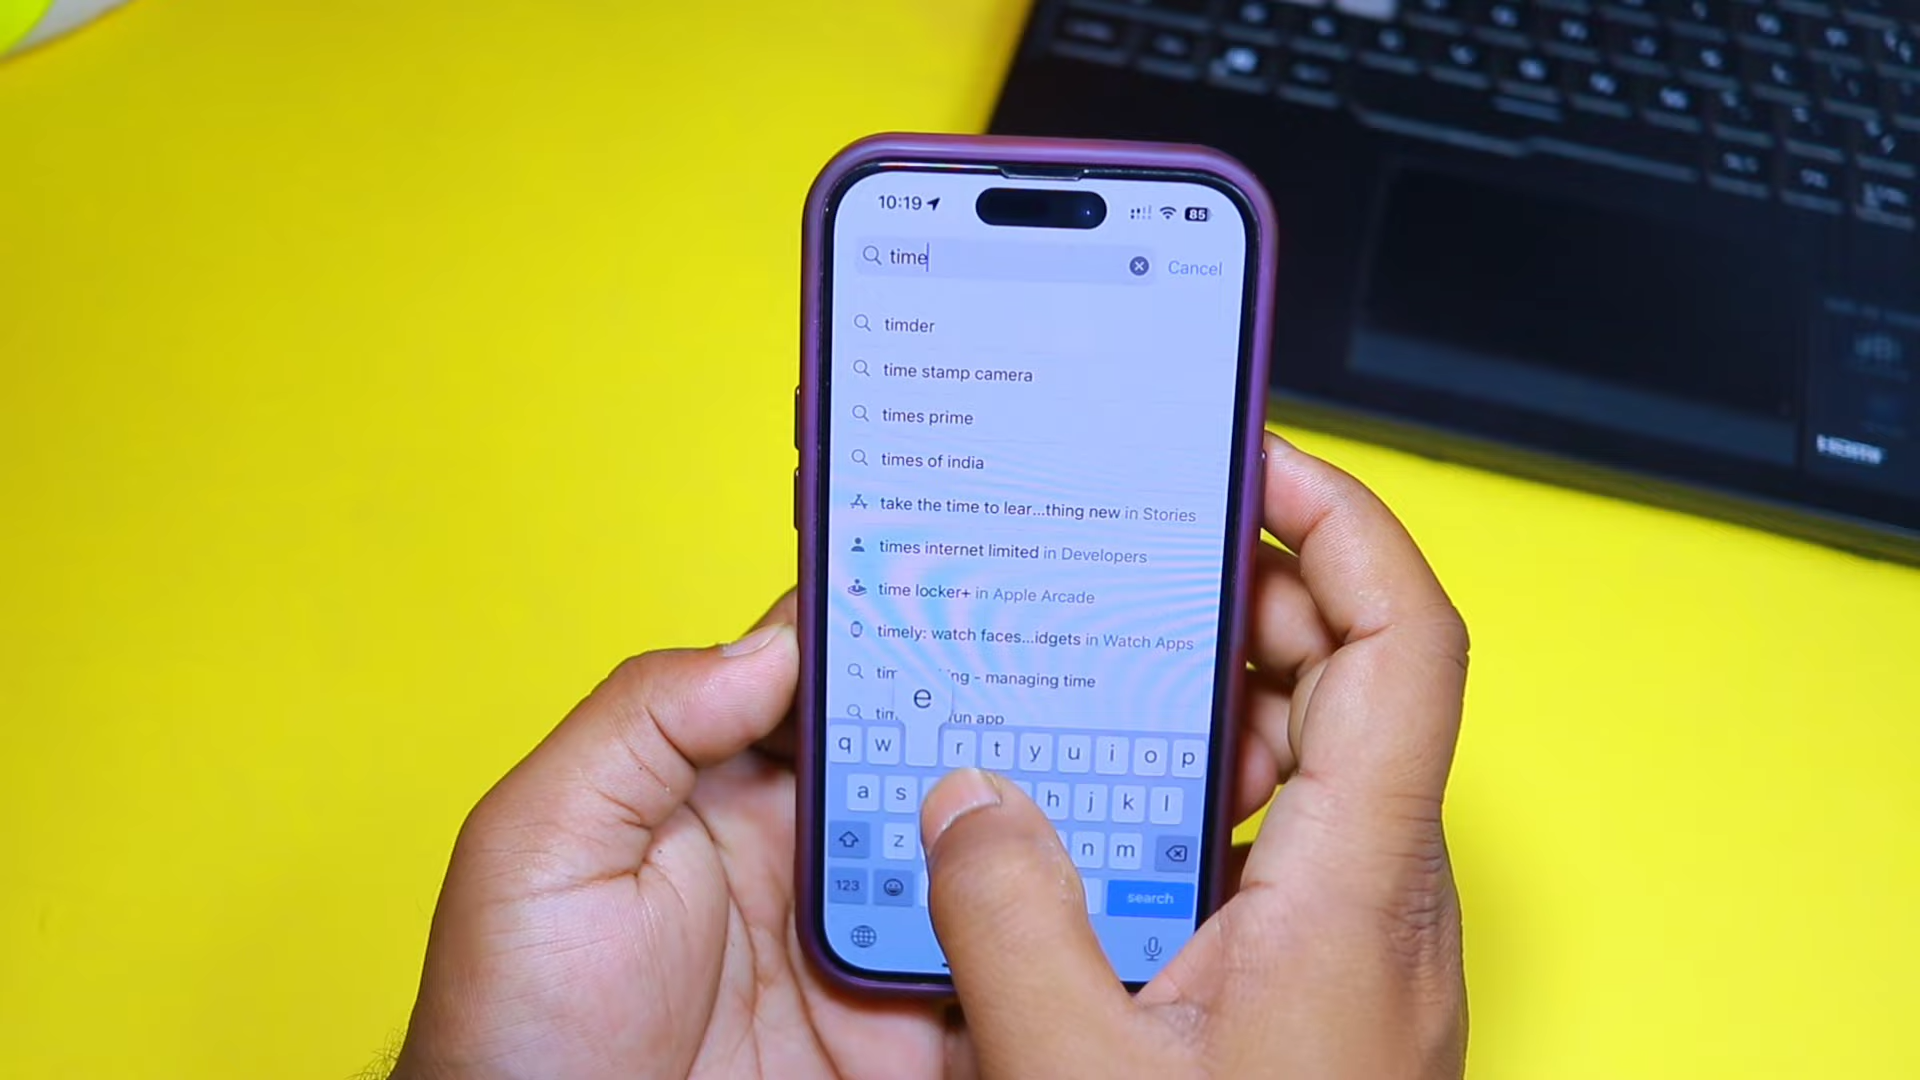 10:19
85
time
Cancel
timder
time stamp camera
times prime
times of india
take the time to lear...thing new in Stories
times internet limited in Developers
time locker+ in Apple Arcade
timely: watch faces...idgets in Watch Apps
- managing time
app
e
q w r t y u i o p
a s h j k l
z n m
123 search